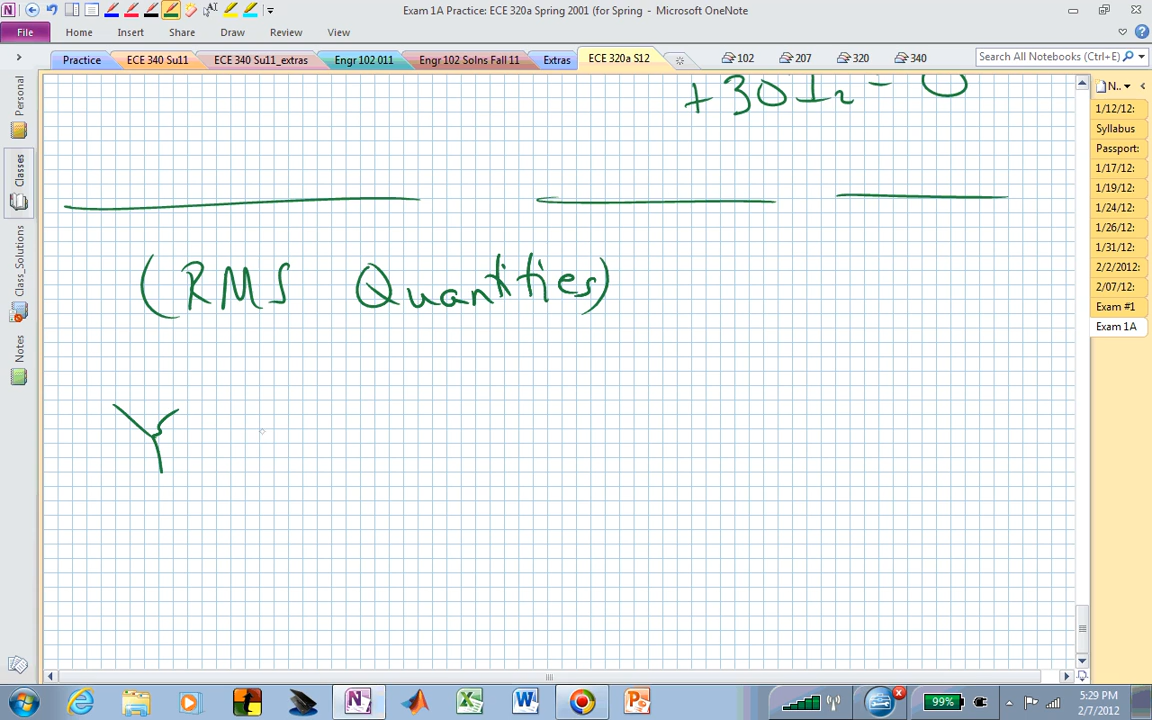 Exam 1A Practice: ECE 320a Spring 2001 (for Spring - Microsoft OneNote
File Home Insert Share Draw Review View
Practice ECE 340 Su11 ECE 340 Su11_extras Engr 102 011 Engr 102 Solns Fall 11 Extras ECE 320a S12 102 207 320 340 Search All Notebooks (Ctrl+E)
Personal
Classes
Class_Solutions
Notes
+30I2 = 0
(RMS Quantities)
Y
N..
1/12/12:
Syllabus
Passport:
1/17/12:
1/19/12:
1/24/12:
1/26/12:
1/31/12:
2/2/2012:
2/07/12:
Exam #1
Exam 1A
99%
5:29 PM
2/7/2012